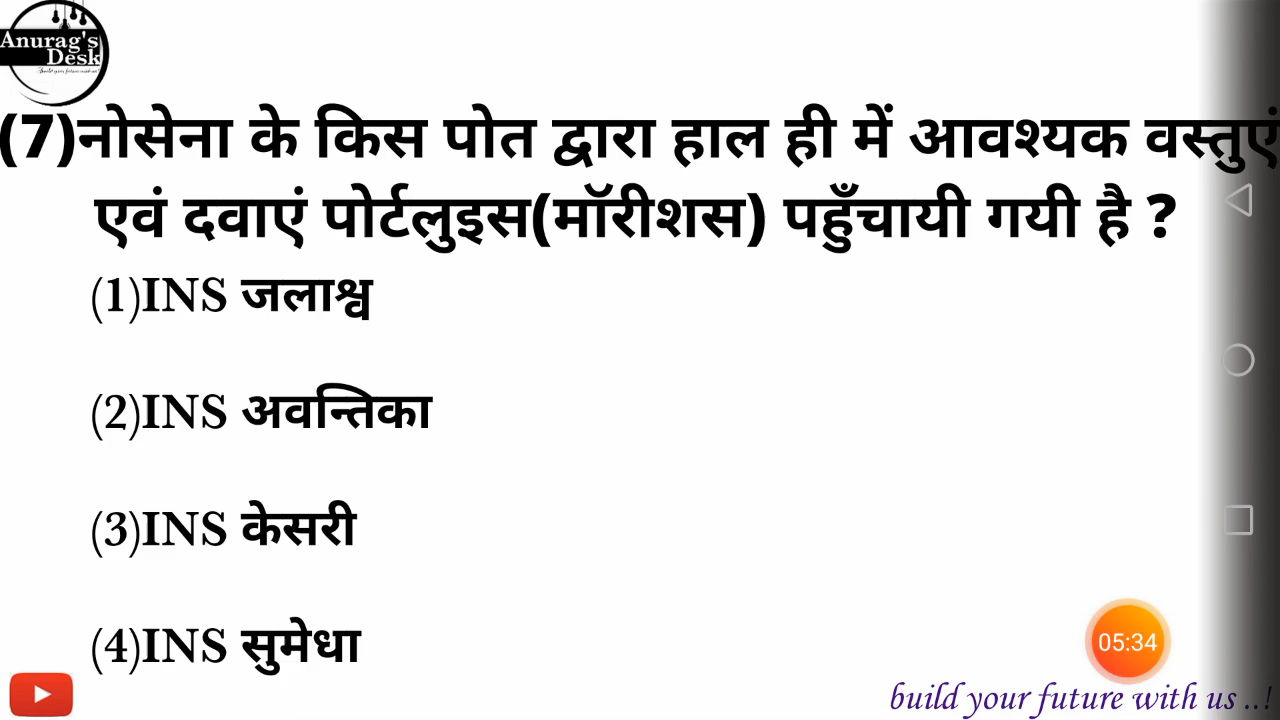 Anurag's
Desk
(7)नोसेना के किस पोत द्वारा हाल ही में आवश्यक वस्तुएं
एवं दवाएं पोर्टलुइस(मॉरीशस) पहुँचायी गयी है ?
(1)INS जलाश्व
(2)INS अवन्तिका
(3)INS केसरी
(4)INS सुमेधा
05:34
build your future with us ..!